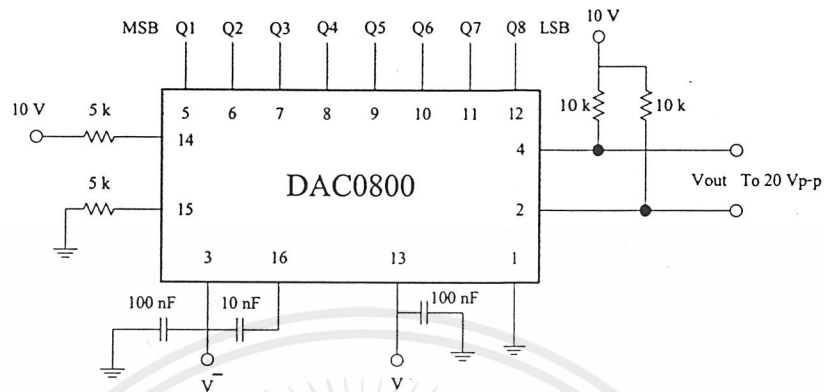 MSB Q1 Q2 Q3 Q4 Q5 Q6 Q7 Q8 LSB
10 V
10 V 5 k
5 6 7 8 9 10 11 12
10 k 10 k
14 4
5 k
DAC0800
Vout To 20 Vp-p
15 2
3 16 13 1
100 nF 10 nF 100 nF
V‾ V